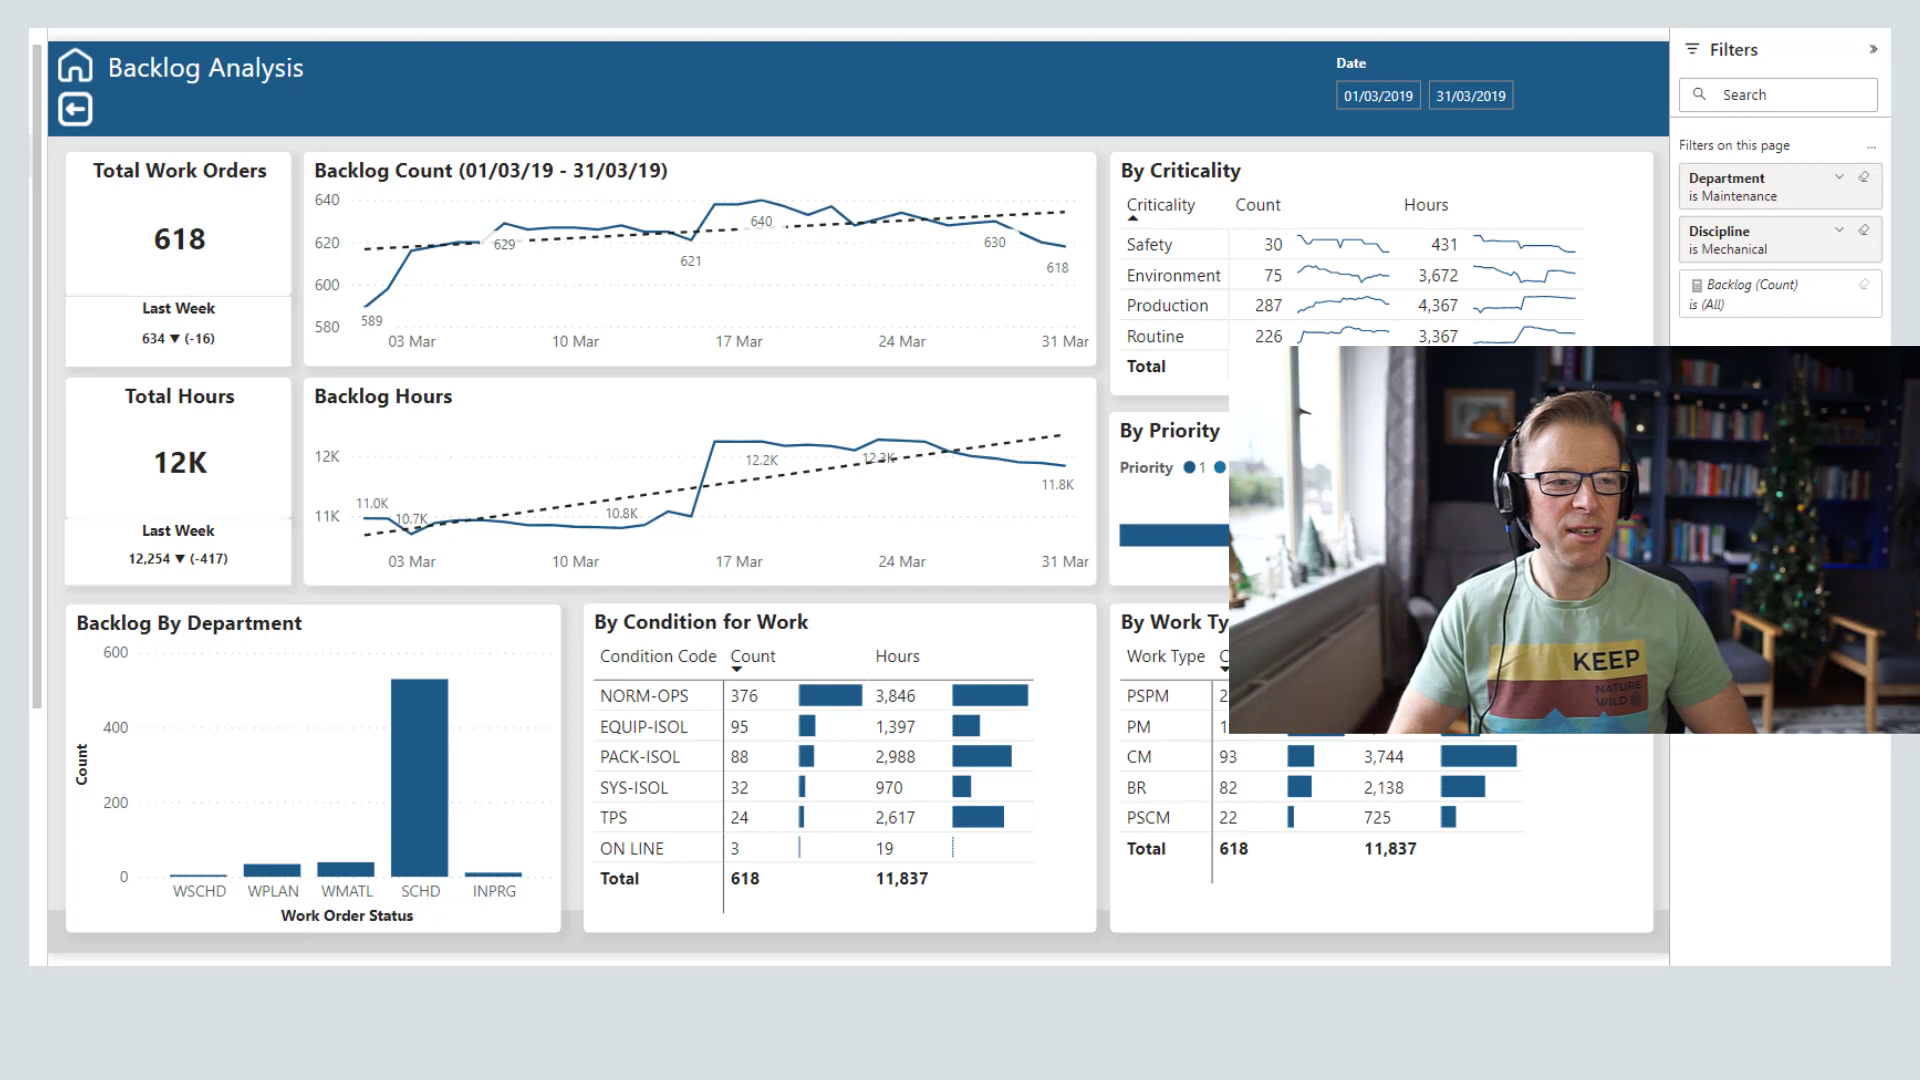 Backlog Analysis
Date
01/03/2019 31/03/2019
Filters
Search
Filters on this page
...
Department
is Maintenance
Discipline
is Mechanical
Backlog (Count)
is (All)
Total Work Orders
618
Last Week
634 ▼ (-16)
Backlog Count (01/03/19 - 31/03/19)
640
620
600
580
589
629
621
640
630
618
03 Mar 10 Mar 17 Mar 24 Mar 31 Mar
By Criticality
Criticality Count Hours
Safety 30 431
Environment 75 3,672
Production 287 4,367
Routine 226 3,367
Total
Total Hours
12K
Last Week
12,254 ▼ (-417)
Backlog Hours
12K
11K
11.0K
10.7K
10.8K
12.2K
12.3K
11.8K
03 Mar 10 Mar 17 Mar 24 Mar 31 Mar
By Priority
Priority 1
Backlog By Department
600
400
200
0
Count
WSCHD WPLAN WMATL SCHD INPRG
Work Order Status
By Condition for Work
Condition Code Count Hours
NORM-OPS 376 3,846
EQUIP-ISOL 95 1,397
PACK-ISOL 88 2,988
SYS-ISOL 32 970
TPS 24 2,617
ON LINE 3 19
Total 618 11,837
By Work Ty
Work Type C
PSPM 2
PM 1
CM 93 3,744
BR 82 2,138
PSCM 22 725
Total 618 11,837
KEEP
NATURE
WILD